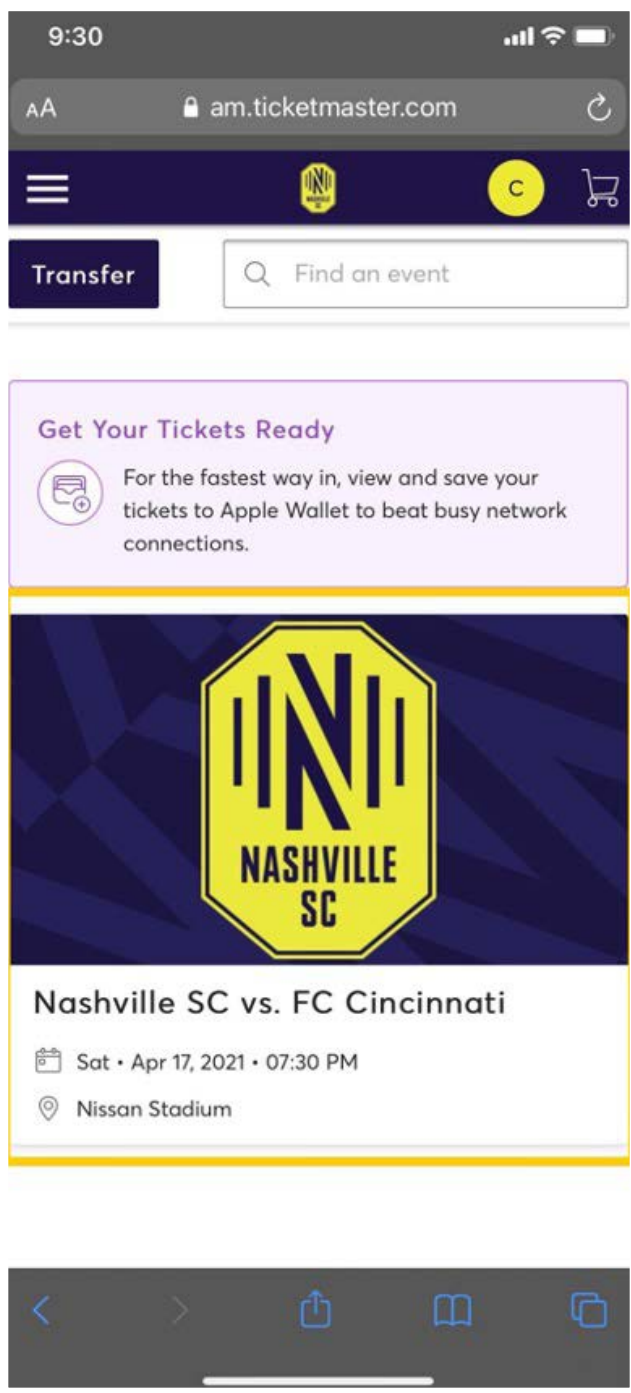 9:30
AA am.ticketmaster.com
N
NASHVILLE
SC
C
Transfer
Find an event
Get Your Tickets Ready
For the fastest way in, view and save your
tickets to Apple Wallet to beat busy network
connections.
N
NASHVILLE
SC
Nashville SC vs. FC Cincinnati
Sat • Apr 17, 2021 • 07:30 PM
Nissan Stadium